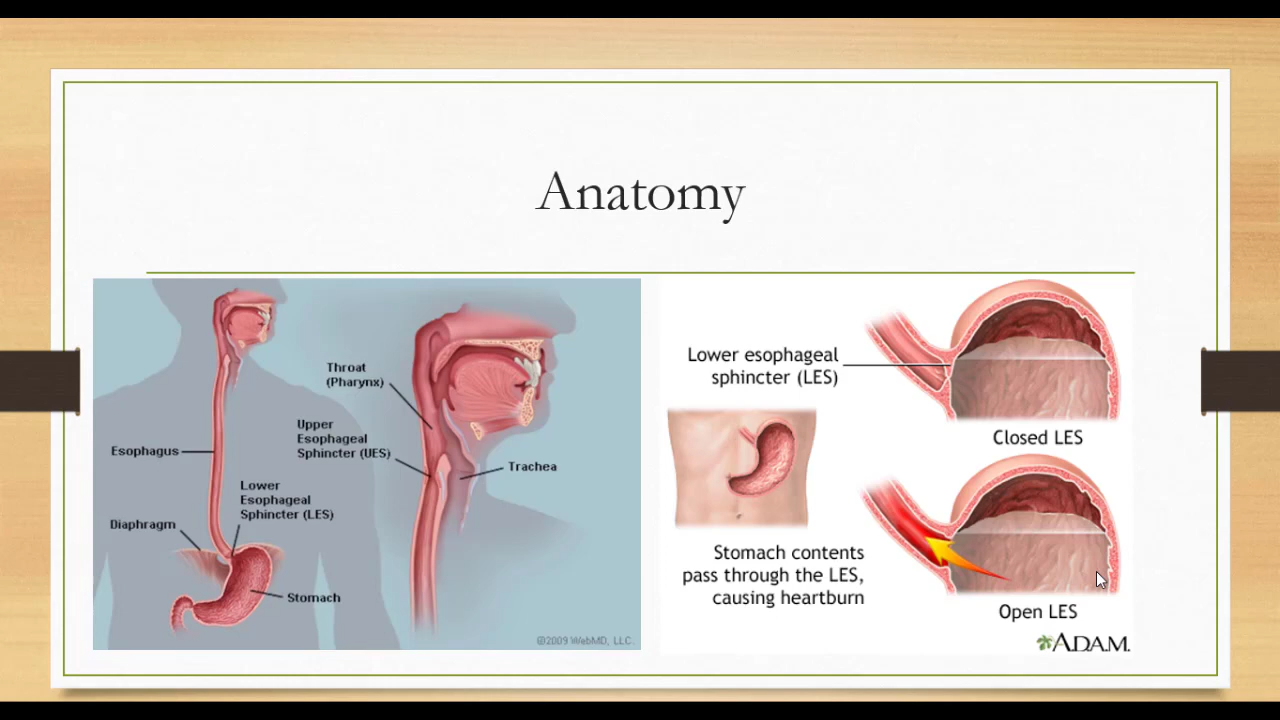 Anatomy
Throat
(Pharynx)
Upper
Esophageal
Sphincter (UES)
Esophagus
Trachea
Lower
Esophageal
Sphincter (LES)
Diaphragm
Stomach
©2009 WebMD, LLC.
Lower esophageal
sphincter (LES)
Closed LES
Stomach contents
pass through the LES,
causing heartburn
Open LES
ADAM.